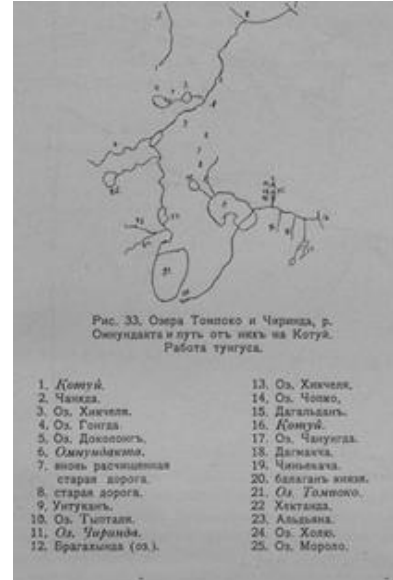 Рис. 33. Озера Томпоко и Чиринда, р.
Омнундакта и путь отъ нихъ на Котуй.
Работа тунгуса.
1. Котуй.
2. Чанкда.
3. Оз. Хикчеля.
4. Оз. Гонгда.
5. Оз. Доколонгъ.
6. Омнундакта.
7. вновь расчищенная
старая дорога.
8. старая дорога.
9. Унтуканъ.
10. Оз. Тыпталя.
11. Оз. Чиринда.
12. Брагахында (оз.).
13. Оз. Хикчеля.
14. Оз. Чопко,
15. Дагальданъ.
16. Котуй.
17. Оз. Чанунгда.
18. Дагманча.
19. Чиньекача.
20. балаганъ князя.
21. Оз. Томпоко.
22 Хектанда.
23. Альдьяна.
24. Оз. Холю.
25. Оз. Мороло.